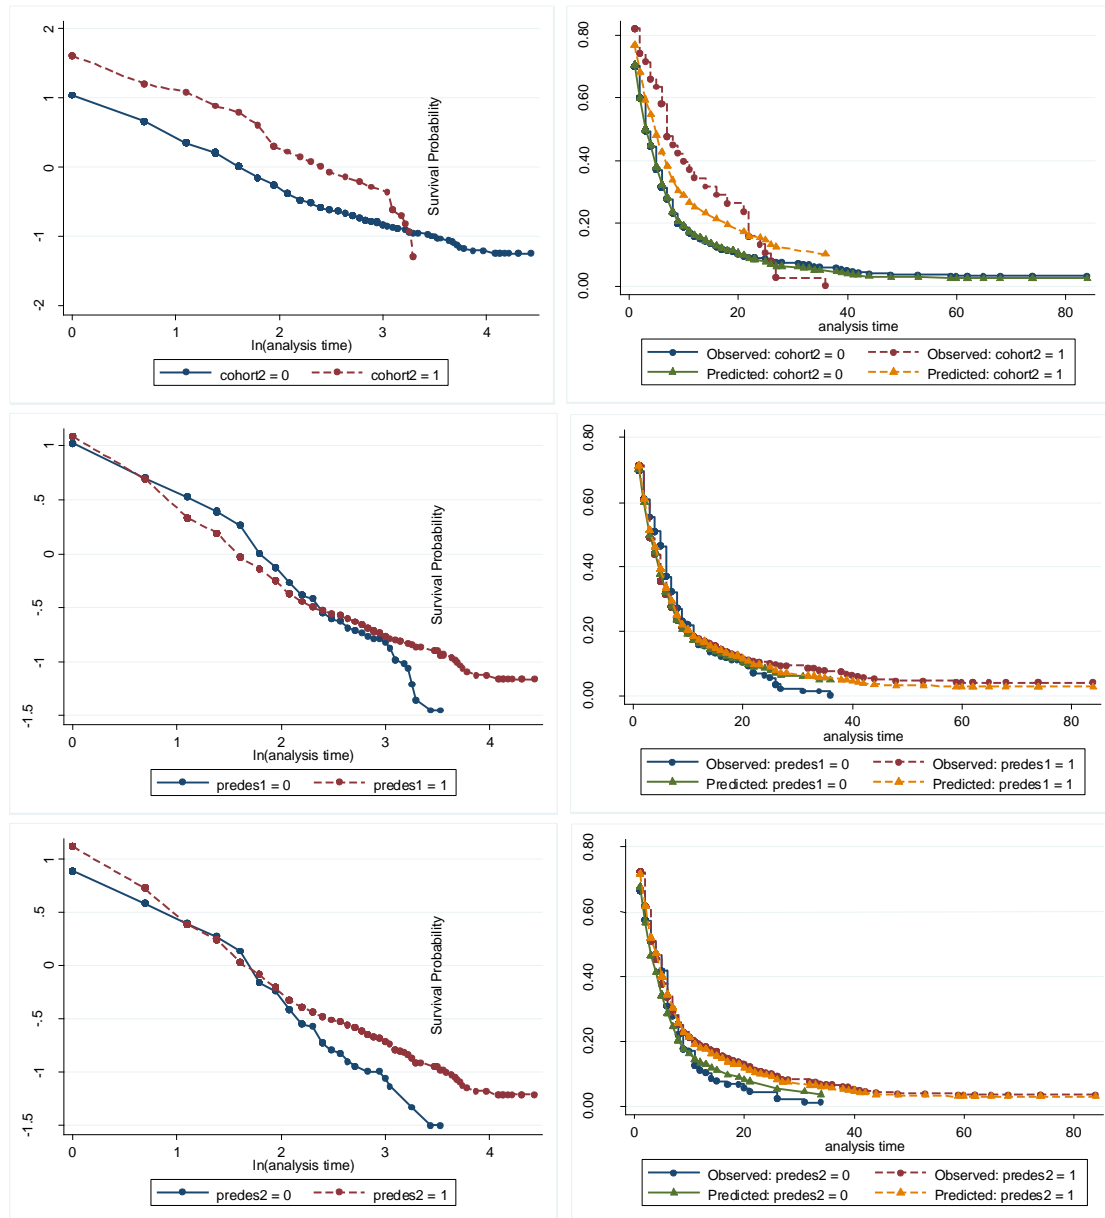 2
1
0
-1
-2
0
1
2
3
4
ln(analysis time)
cohort2 = 0
cohort2 = 1
Survival Probability
0.80
0.60
0.40
0.20
0.00
0
20
40
60
80
analysis time
Observed: cohort2 = 0
Observed: cohort2 = 1
Predicted: cohort2 = 0
Predicted: cohort2 = 1
1
.5
0
-.5
-1
-1.5
0
1
2
3
4
ln(analysis time)
predes1 = 0
predes1 = 1
Survival Probability
0.80
0.60
0.40
0.20
0.00
0
20
40
60
80
analysis time
Observed: predes1 = 0
Observed: predes1 = 1
Predicted: predes1 = 0
Predicted: predes1 = 1
1
.5
0
-.5
-1
-1.5
0
1
2
3
4
ln(analysis time)
predes2 = 0
predes2 = 1
Survival Probability
0.80
0.60
0.40
0.20
0.00
0
20
40
60
80
analysis time
Observed: predes2 = 0
Observed: predes2 = 1
Predicted: predes2 = 0
Predicted: predes2 = 1